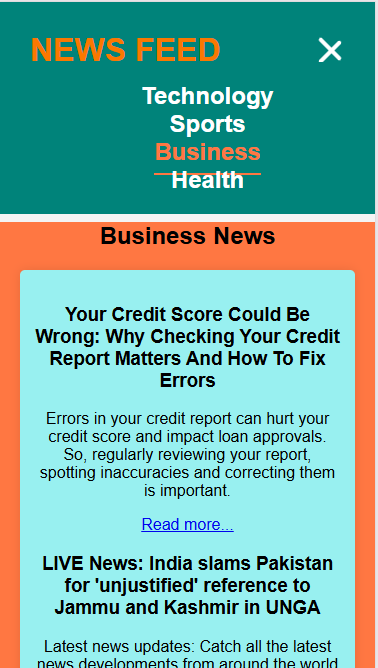 NEWS FEED
Technology
Sports
Business
Health
Business News
Your Credit Score Could Be
Wrong: Why Checking Your Credit
Report Matters And How To Fix
Errors
Errors in your credit report can hurt your
credit score and impact loan approvals.
So, regularly reviewing your report,
spotting inaccuracies and correcting them
is important.
Read more...
LIVE News: India slams Pakistan
for 'unjustified' reference to
Jammu and Kashmir in UNGA
Latest news updates: Catch all the latest
news developments from around the world